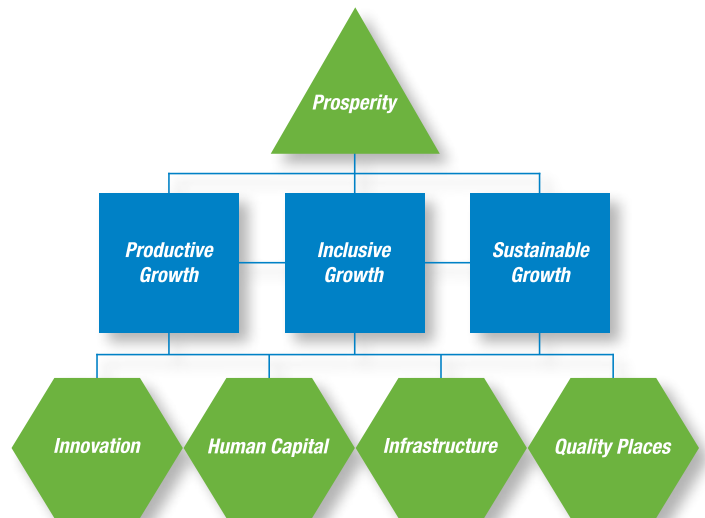 Prosperity
Productive
Growth
Inclusive
Growth
Sustainable
Growth
Innovation
Human Capital
Infrastructure
Quality Places